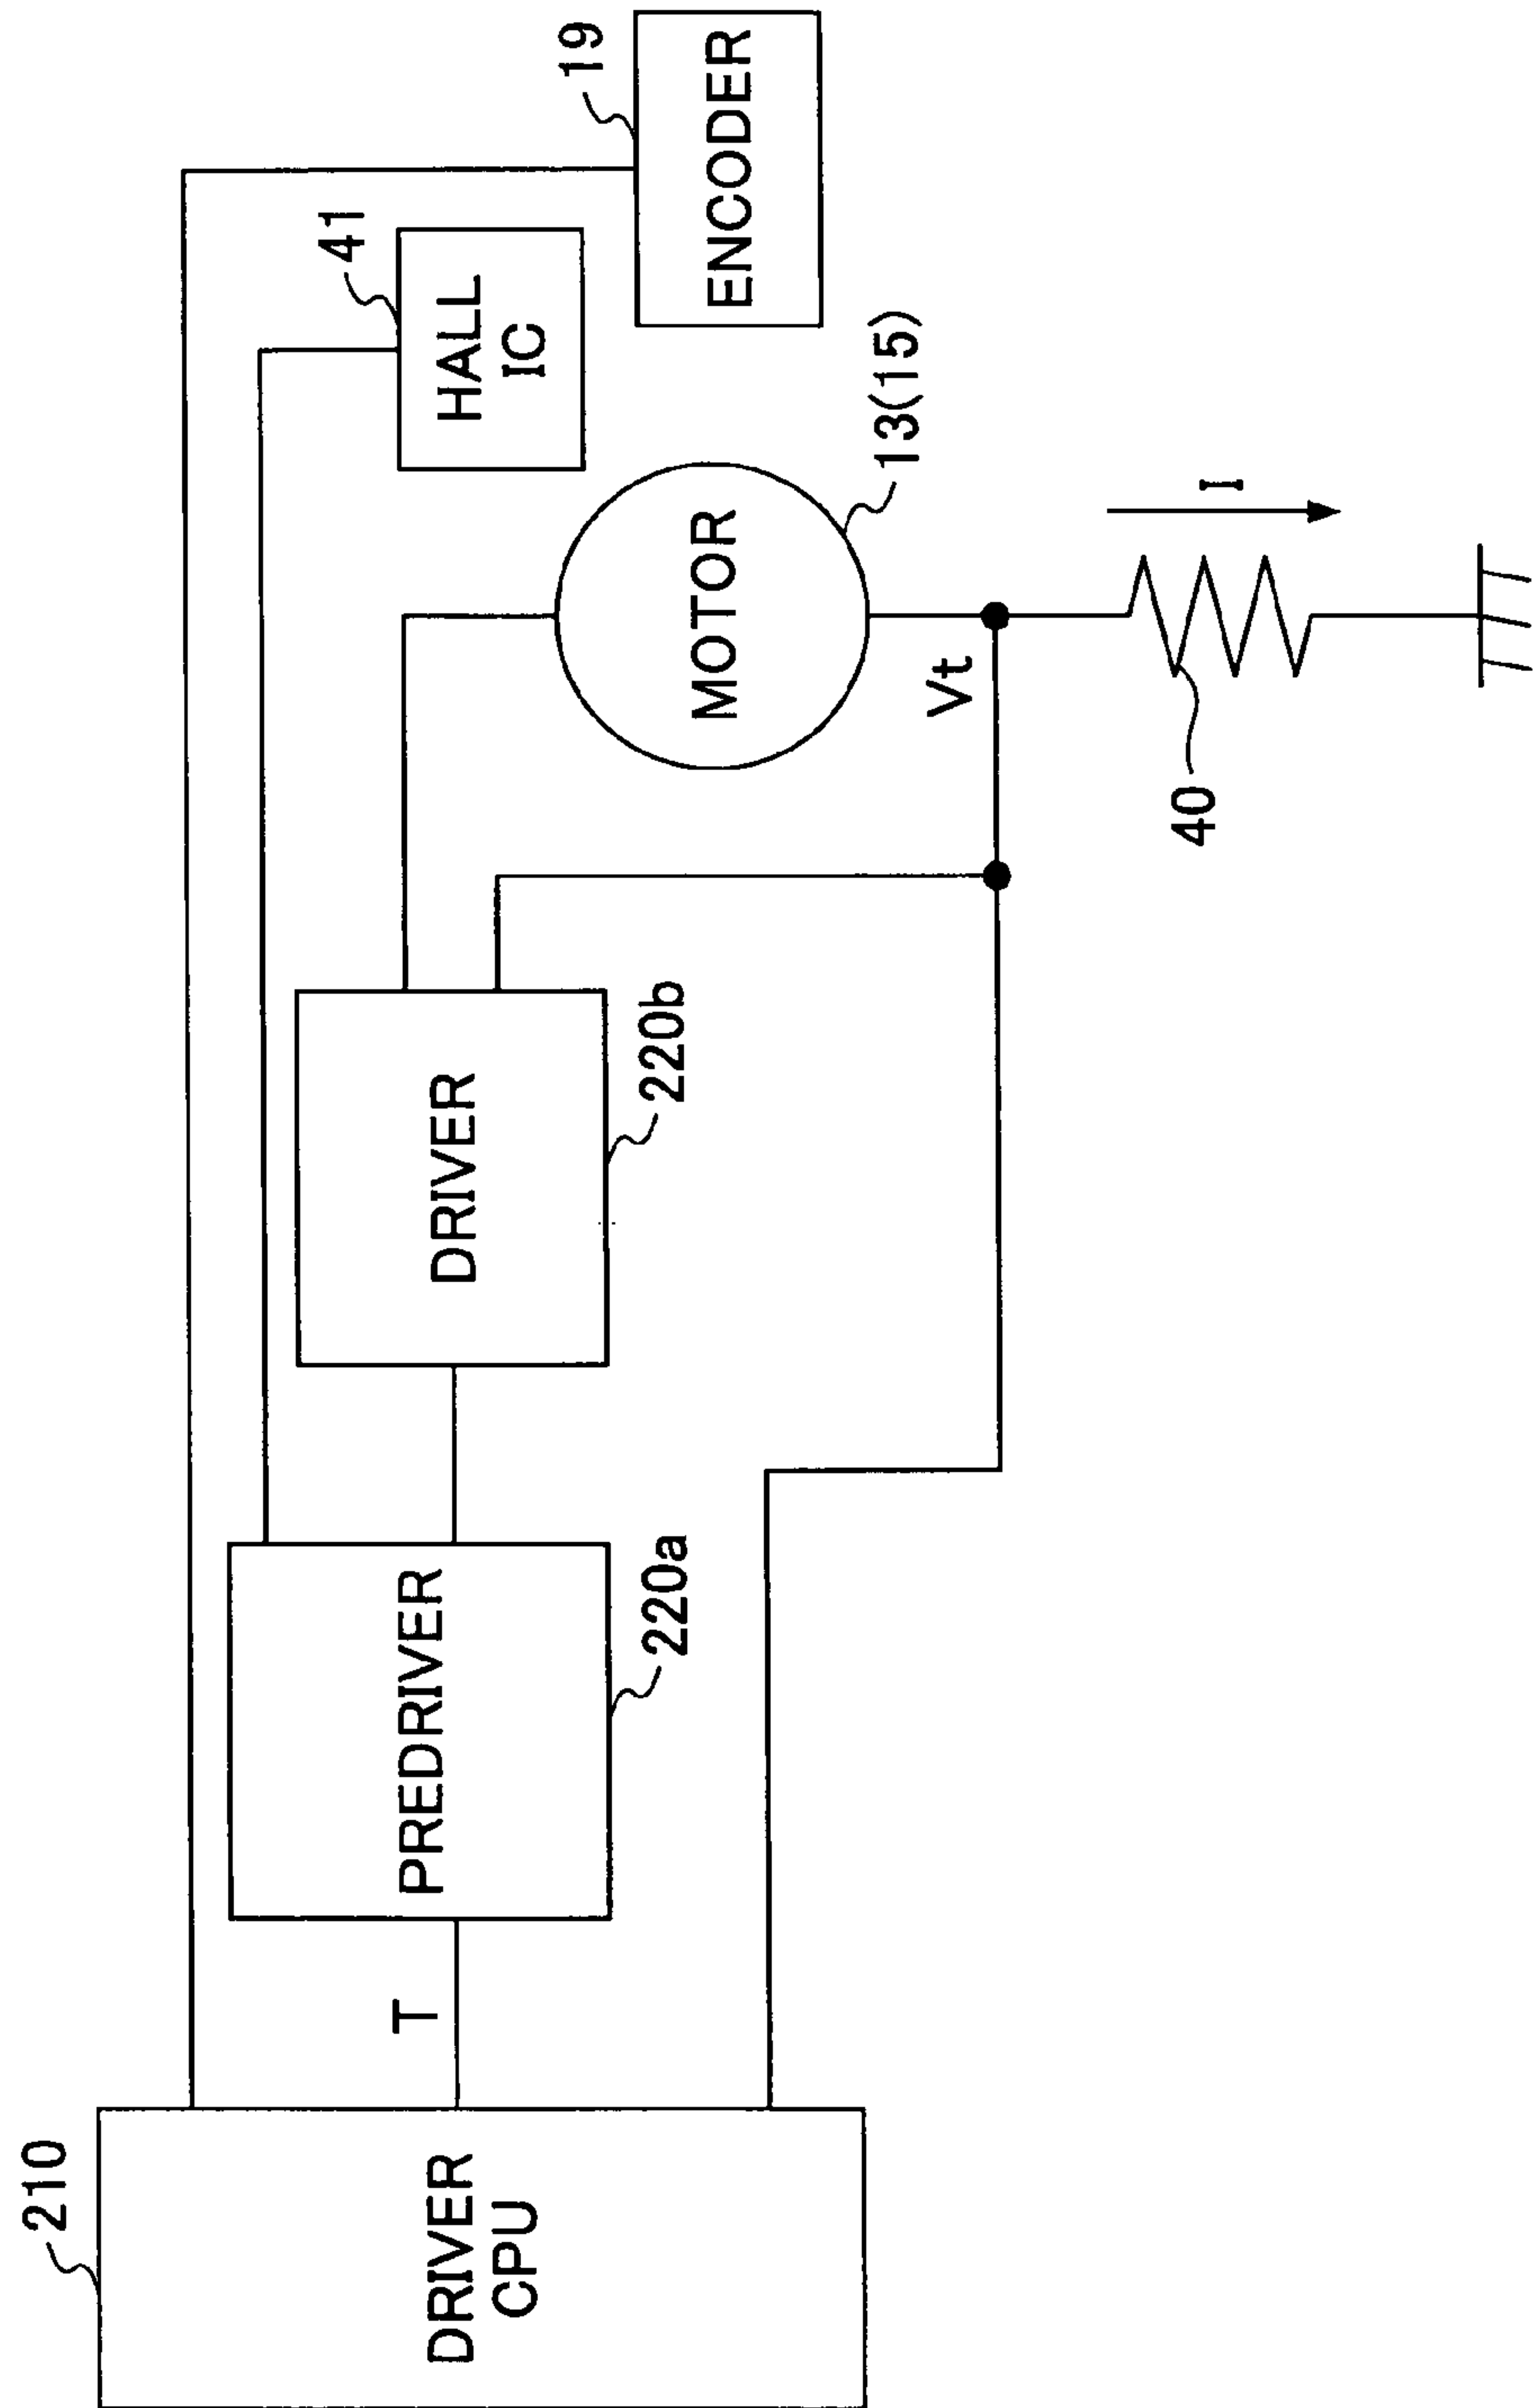 210
DRIVER
CPU
T
PREDRIVER
220a
DRIVER
220b
MOTOR
13(15)
HALL
IC
41
ENCODER
19
Vt
40
I